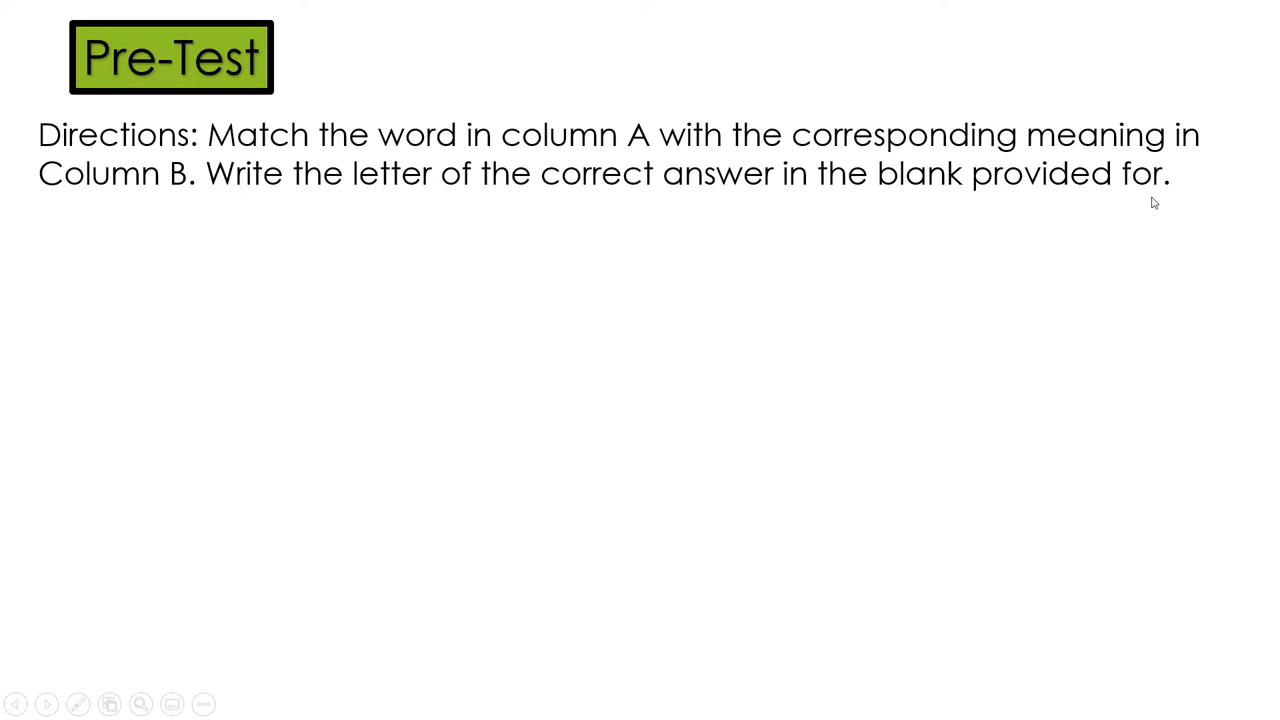 Pre-Test
Directions: Match the word in column A with the corresponding meaning in
Column B. Write the letter of the correct answer in the blank provided for.